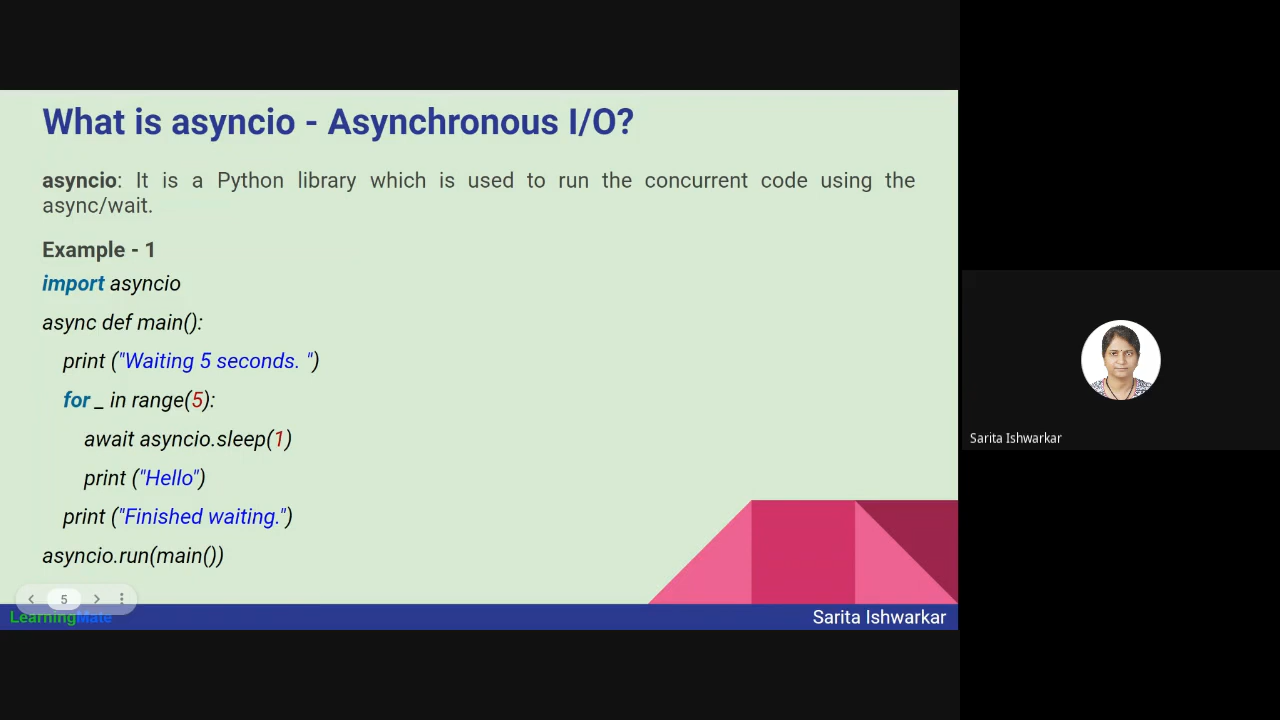 What is asyncio - Asynchronous I/O?
asyncio: It is a Python library which is used to run the concurrent code using the
async/wait.
Example - 1
import asyncio
async def main():
print ("Waiting 5 seconds. ")
for _ in range(5):
await asyncio.sleep(1)
print ("Hello")
print ("Finished waiting.")
asyncio.run(main())
5
LearningMate
Sarita Ishwarkar
Sarita Ishwarkar